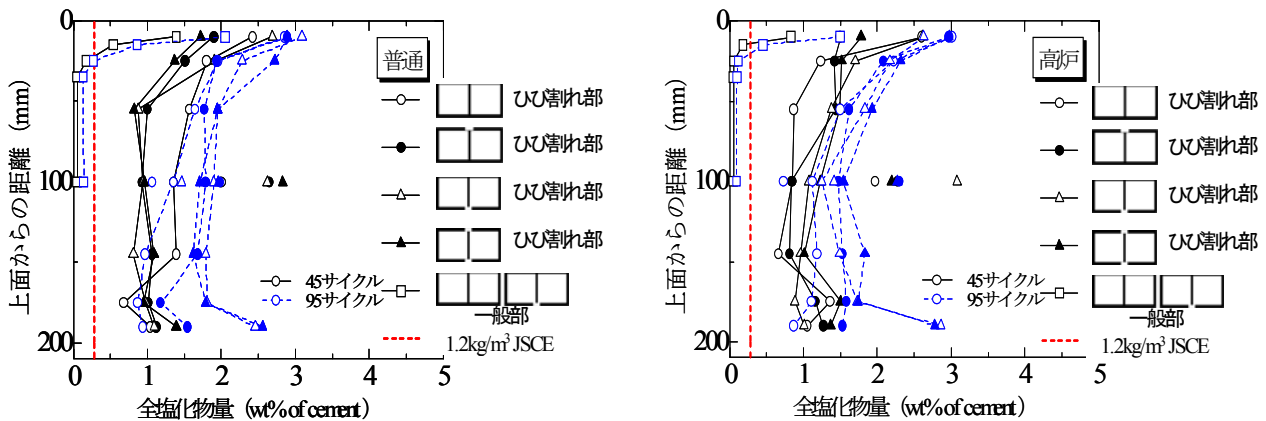 0 1 2 3 4 5
0
100
200
上面からの距離 (mm)
全塩化物量 (wt% of cement)
普通
ひび割れ部
ひび割れ部
ひび割れ部
ひび割れ部
45サイクル
95サイクル
一般部
1.2kg/m³ JSCE
0 1 2 3 4 5
0
100
200
上面からの距離 (mm)
全塩化物量 (wt% of cement)
高炉
ひび割れ部
ひび割れ部
ひび割れ部
ひび割れ部
45サイクル
95サイクル
一般部
1.2kg/m³ JSCE